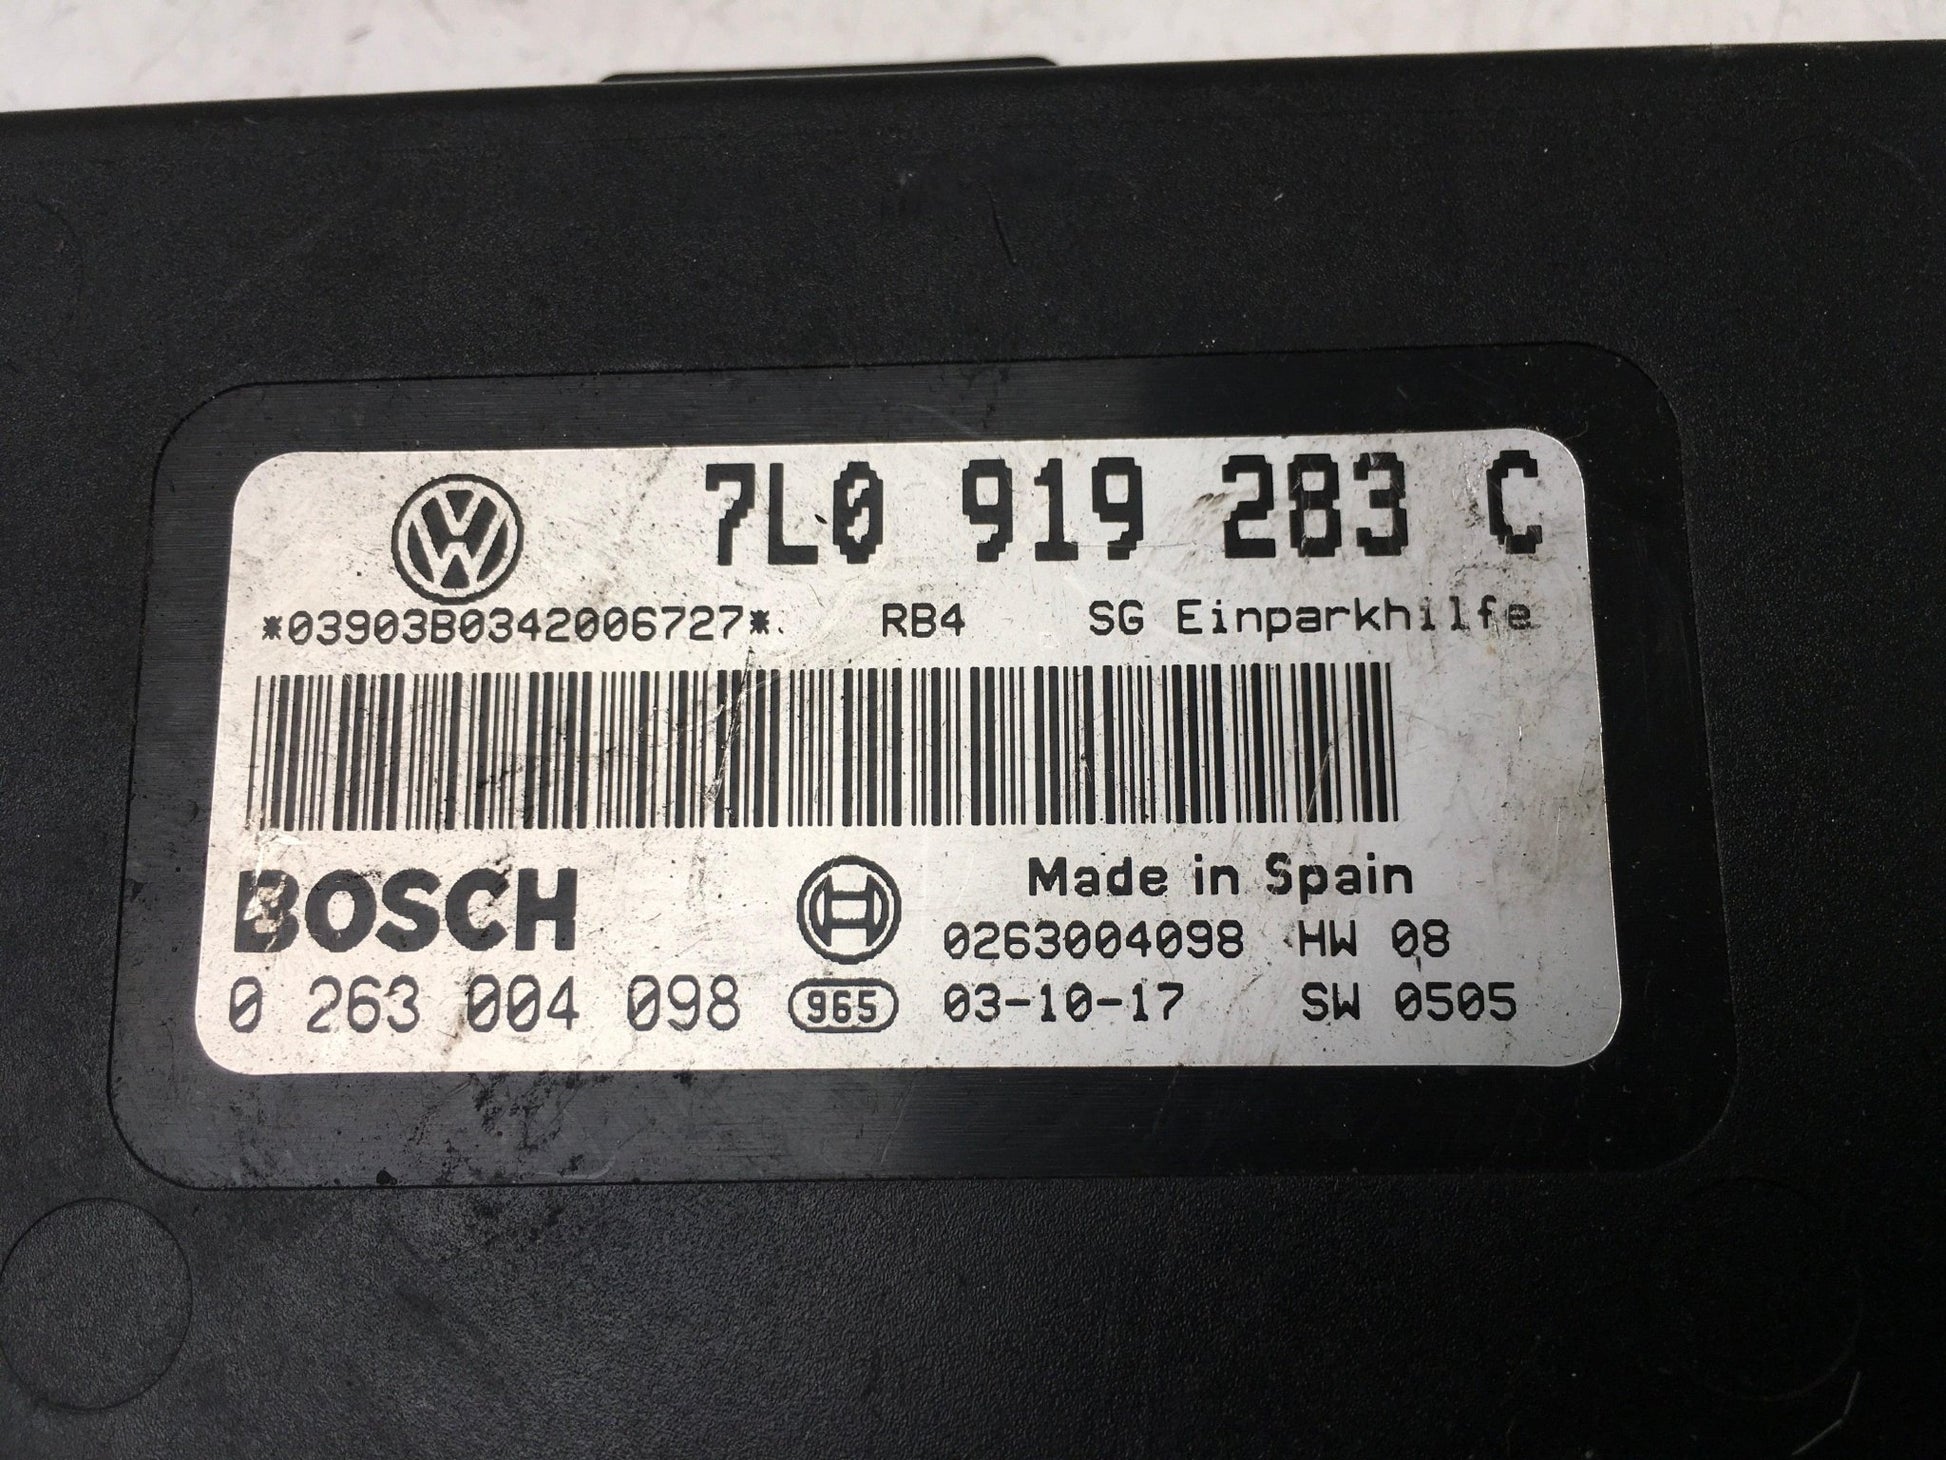 7L0 919 283 C
*03903B0342006727* RB4 SG Einparkhilfe
BOSCH Made in Spain
0263004098 HW 08
0 263 004 098 965 03-10-17 SW 0505